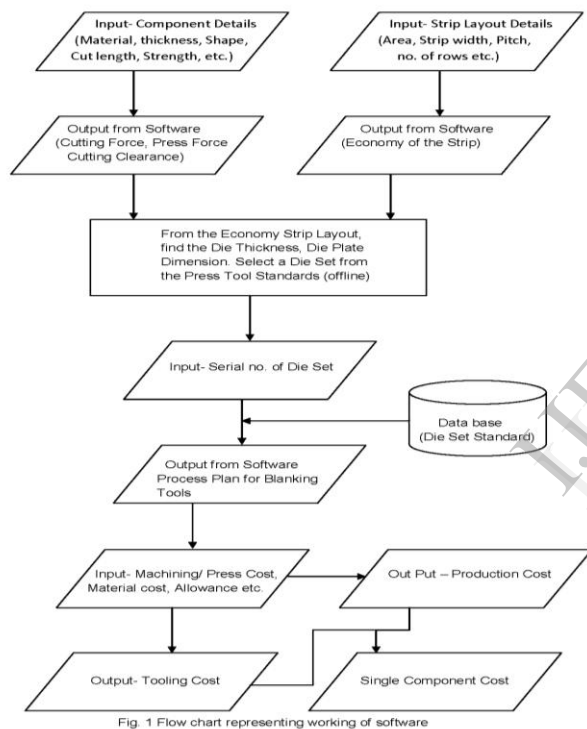 Input- Component Details
(Material, thickness, Shape,
Cut length, Strength, etc.)
Input- Strip Layout Details
(Area, Strip width, Pitch,
no. of rows etc.)
Output from Software
(Cutting Force, Press Force
Cutting Clearance)
Output from Software
(Economy of the Strip)
From the Economy Strip Layout,
find the Die Thickness, Die Plate
Dimension. Select a Die Set from
the Press Tool Standards (offline)
Input- Serial no. of Die Set
Data base
(Die Set Standard)
Output from Software
Process Plan for Blanking
Tools
Input- Machining/ Press Cost,
Material cost, Allowance etc.
Out Put – Production Cost
Output- Tooling Cost
Single Component Cost
Fig. 1 Flow chart representing working of software